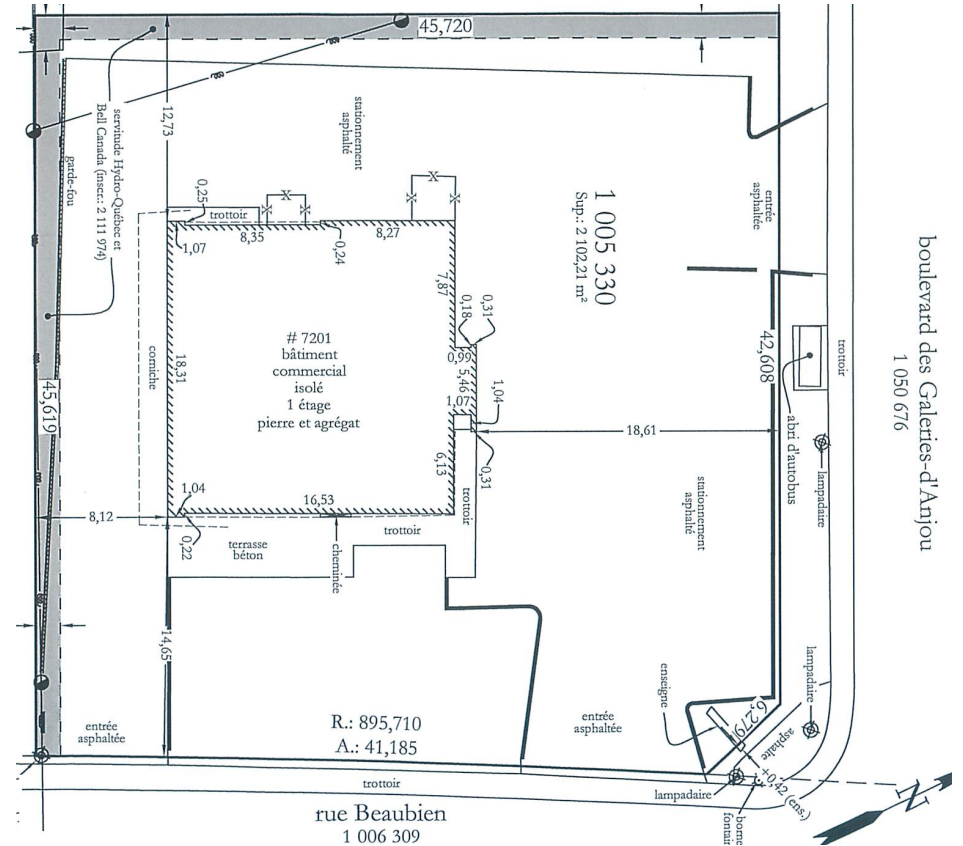 45,720
12,73
servitude Hydro-Québec et
Bell Canada (inscr.: 2 111 974)
garde-fou
stationnement
asphalté
entrée
asphaltée
boulevard des Galeries-d'Anjou
1 050 676
1 005 330
Sup.: 2 102,21 m²
0,25
trottoir
1,07
8,35
0,24
8,27
7,87
0,18
0,31
0,99
5,46
1,07
1,04
0,31
6,13
18,61
42,608
trottoir
abri d'autobus
lampadaire
# 7201
bâtiment
commercial
isolé
1 étage
pierre et agrégat
18,31
corniche
45,619
8,12
1,04
0,22
16,53
terrasse
béton
cheminée
trottoir
trottoir
stationnement
asphalté
14,65
entrée
asphaltée
R.: 895,710
A.: 41,185
entrée
asphaltée
enseigne
6,279
asphalte
+0,42 (ens.)
lampadaire
lampadaire
borne
fontaine
N
trottoir
rue Beaubien
1 006 309
X
X
X
X
X
X